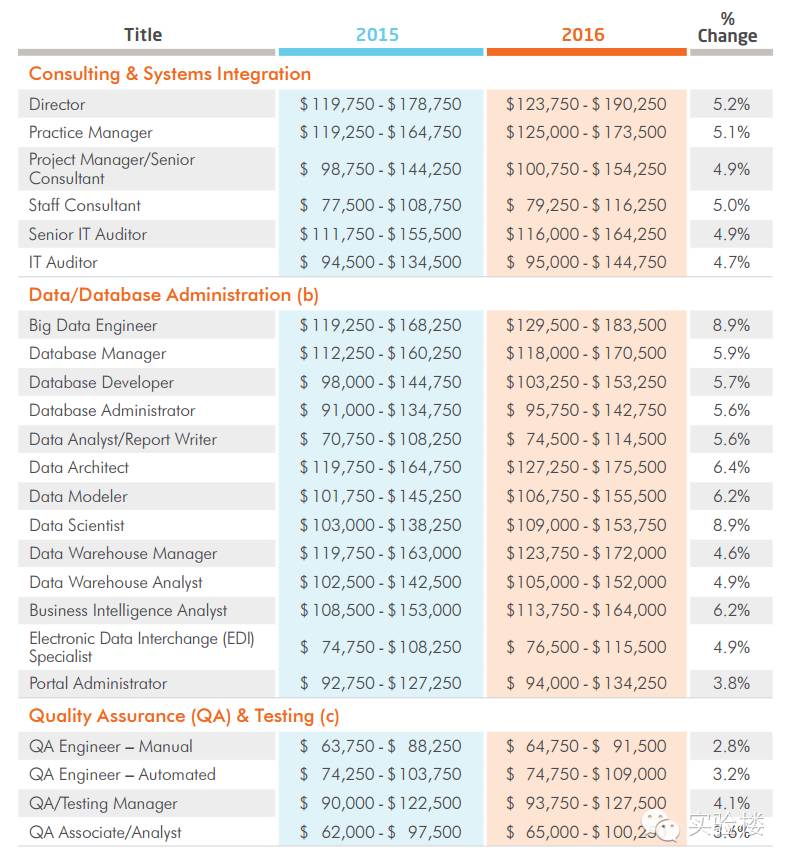 Title 2015 2016 % Change
Consulting & Systems Integration
Director $119,750 - $178,750 $123,750 - $190,250 5.2%
Practice Manager $119,250 - $164,750 $125,000 - $173,500 5.1%
Project Manager/Senior
Consultant $ 98,750 - $144,250 $100,750 - $154,250 4.9%
Staff Consultant $ 77,500 - $108,750 $ 79,250 - $116,250 5.0%
Senior IT Auditor $111,750 - $155,500 $116,000 - $164,250 4.9%
IT Auditor $ 94,500 - $134,500 $ 95,000 - $144,750 4.7%
Data/Database Administration (b)
Big Data Engineer $119,250 - $168,250 $129,500 - $183,500 8.9%
Database Manager $112,250 - $160,250 $118,000 - $170,500 5.9%
Database Developer $ 98,000 - $144,750 $103,250 - $153,250 5.7%
Database Administrator $ 91,000 - $134,750 $ 95,750 - $142,750 5.6%
Data Analyst/Report Writer $ 70,750 - $108,250 $ 74,500 - $114,500 5.6%
Data Architect $119,750 - $164,750 $127,250 - $175,500 6.4%
Data Modeler $101,750 - $145,250 $106,750 - $155,500 6.2%
Data Scientist $103,000 - $138,250 $109,000 - $153,750 8.9%
Data Warehouse Manager $119,750 - $163,000 $123,750 - $172,000 4.6%
Data Warehouse Analyst $102,500 - $142,500 $105,000 - $152,000 4.9%
Business Intelligence Analyst $108,500 - $153,000 $113,750 - $164,000 6.2%
Electronic Data Interchange (EDI)
Specialist $ 74,750 - $108,250 $ 76,500 - $115,500 4.9%
Portal Administrator $ 92,750 - $127,250 $ 94,000 - $134,250 3.8%
Quality Assurance (QA) & Testing (c)
QA Engineer – Manual $ 63,750 - $ 88,250 $ 64,750 - $ 91,500 2.8%
QA Engineer – Automated $ 74,250 - $103,750 $ 74,750 - $109,000 3.2%
QA/Testing Manager $ 90,000 - $122,500 $ 93,750 - $127,500 4.1%
QA Associate/Analyst $ 62,000 - $ 97,500 $ 65,000 -
实验楼